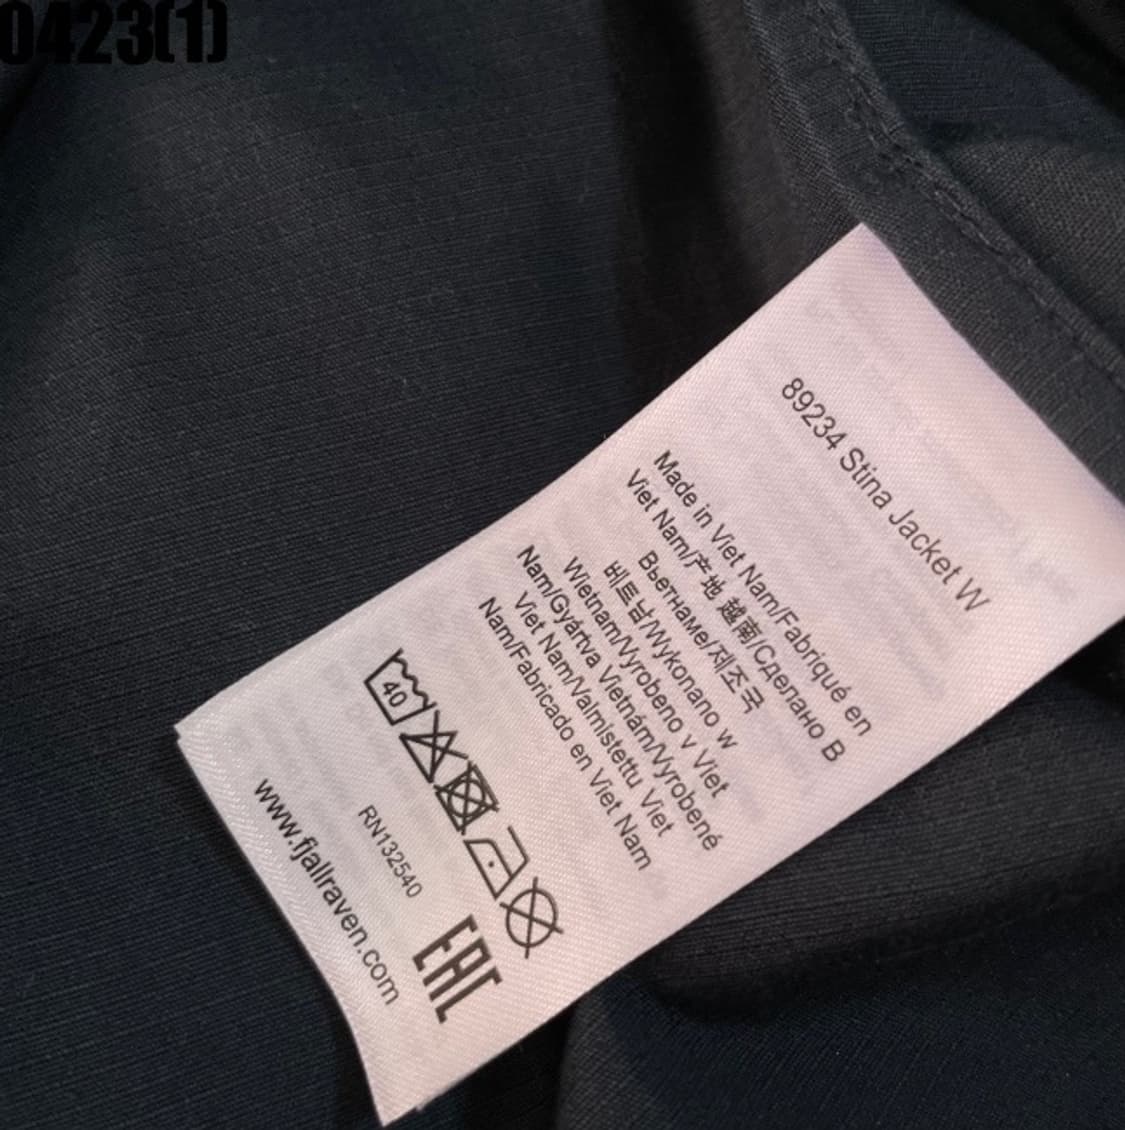 0423(1)
89234 Stina Jacket W
Made in Viet Nam/Fabriqué en
Viet Nam/产地 越南/Сделано В
Вьетнаме/제조국
베트남/Wykonano w
Wietnam/Vyrobeno v Viet
Nam/Gyártva Vietnám/Vyrobené
Viet Nam/Valmistettu Viet
Nam/Fabricado en Viet Nam
40
RN132540
EAC
www.fjallraven.com